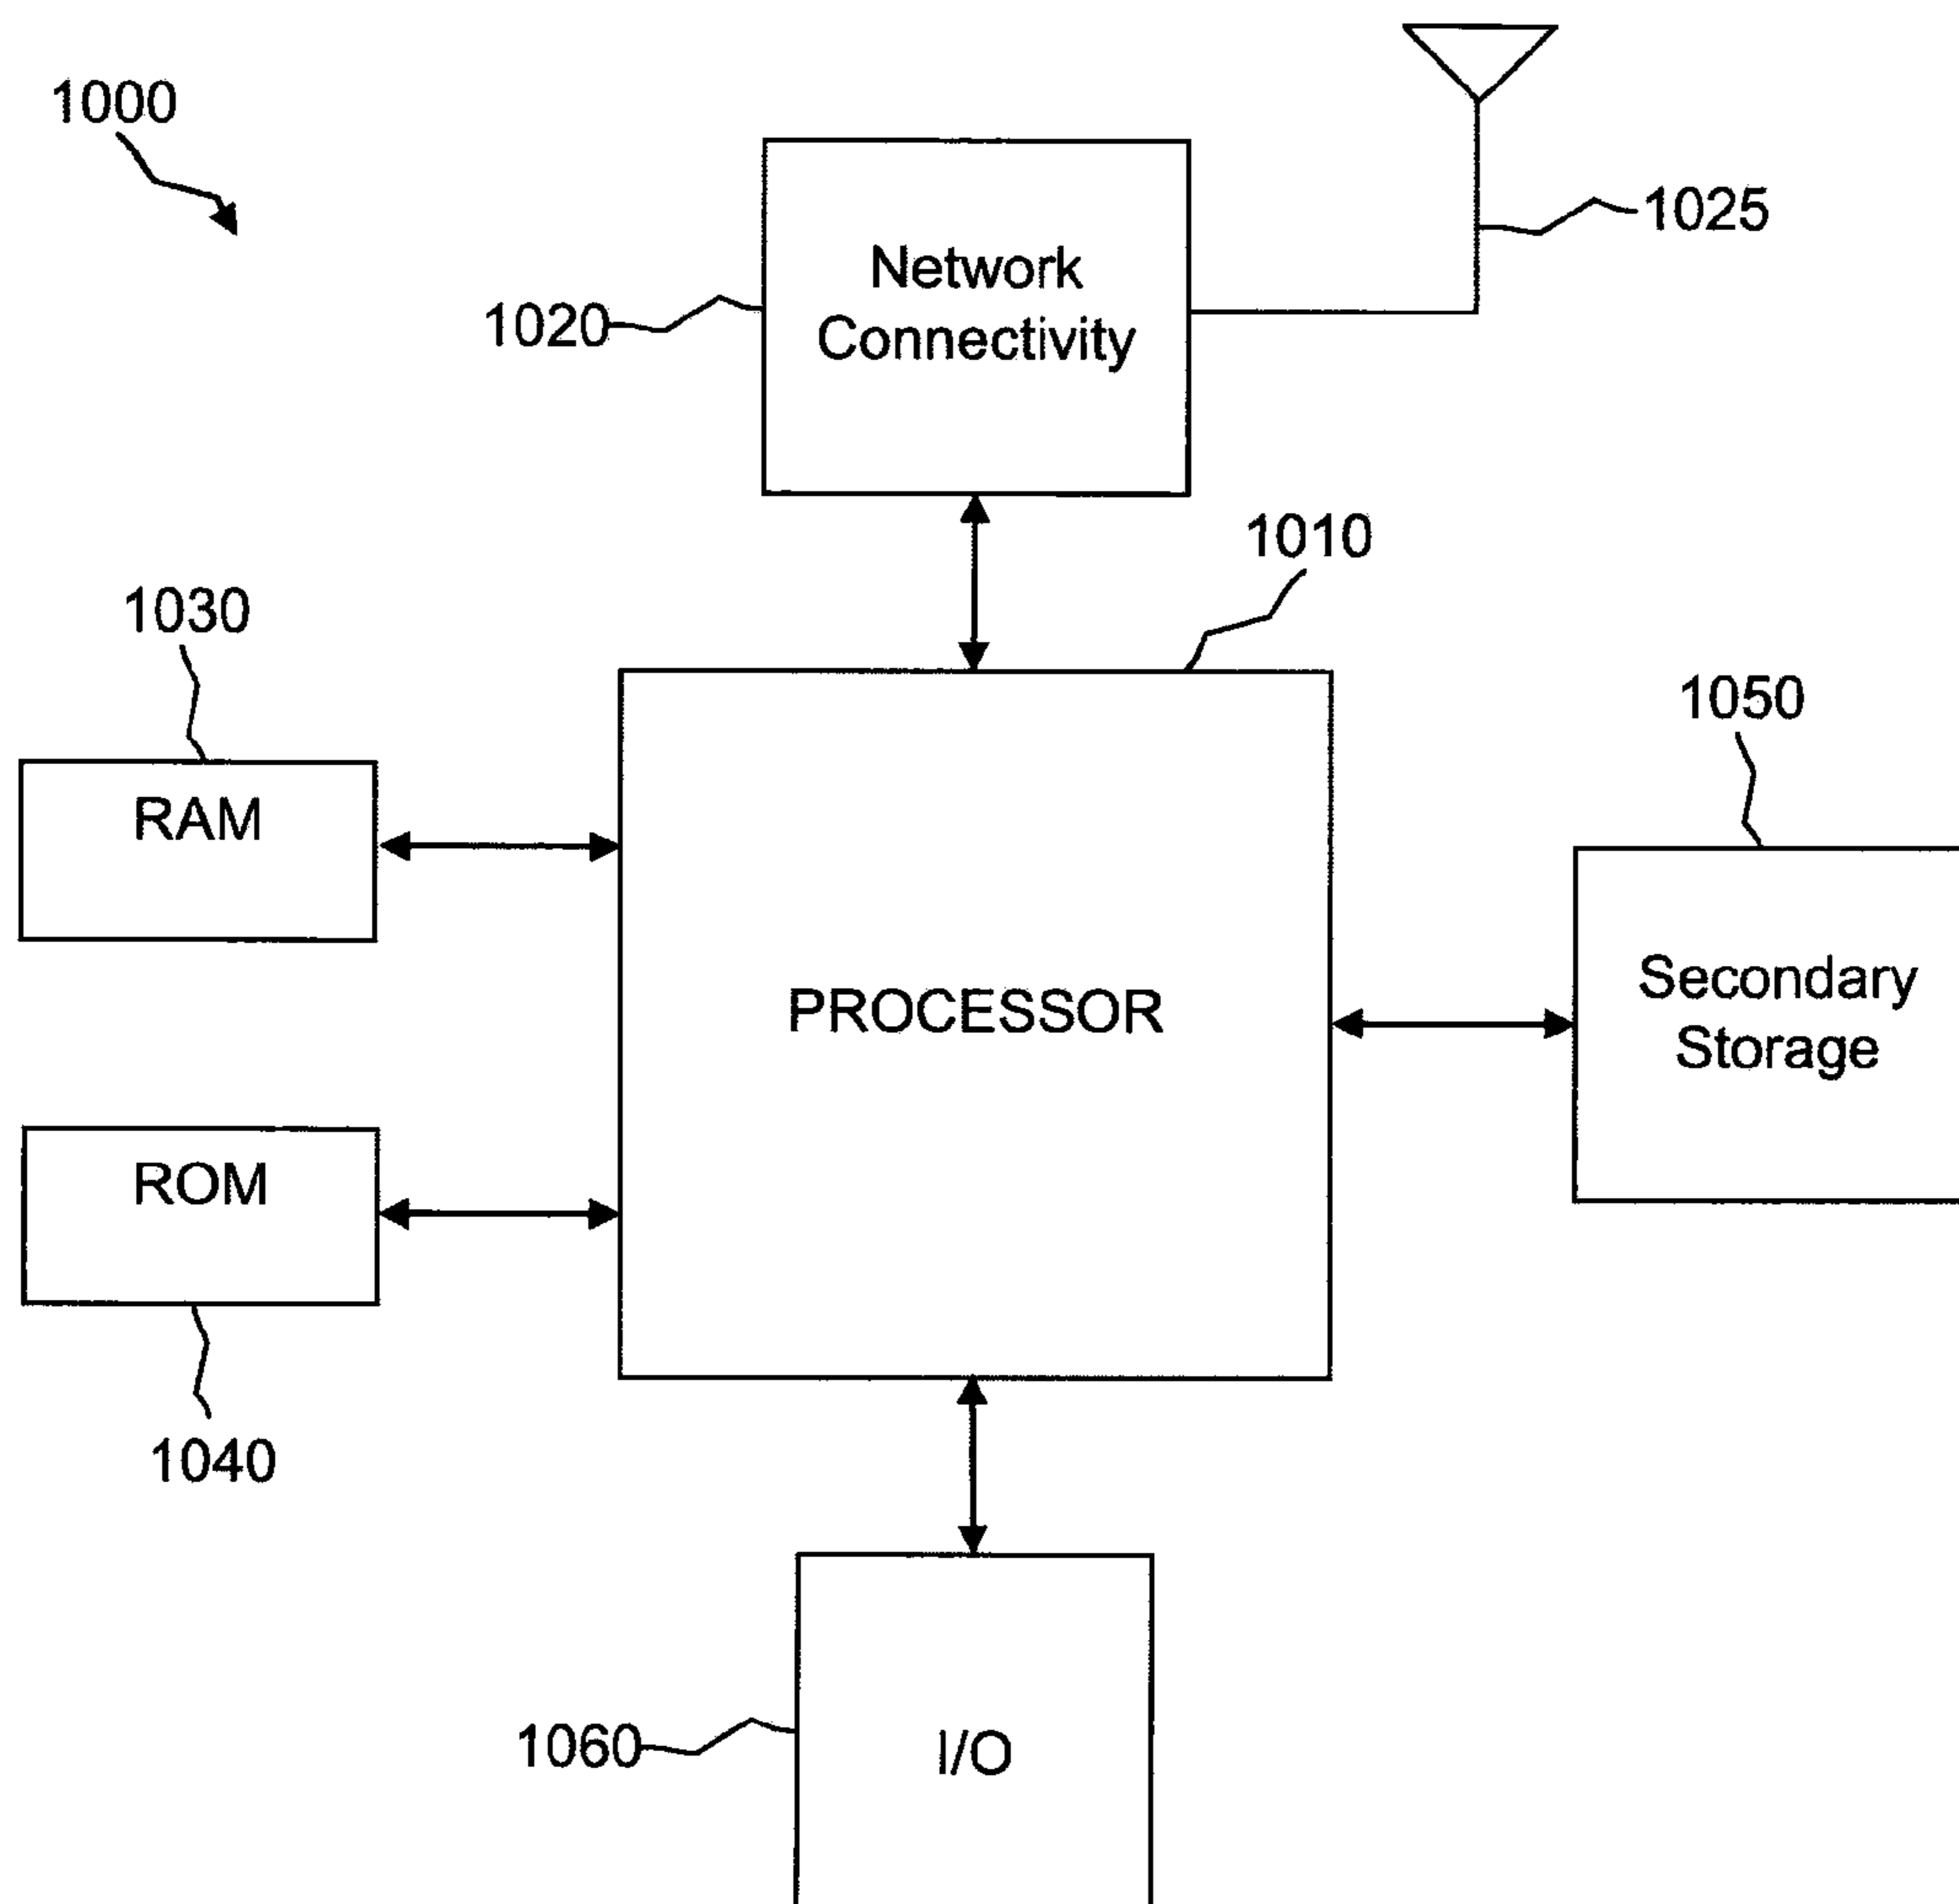 1000
1025
Network
Connectivity
1020
1010
1030
1050
RAM
Secondary
Storage
PROCESSOR
ROM
1040
1060
I/O